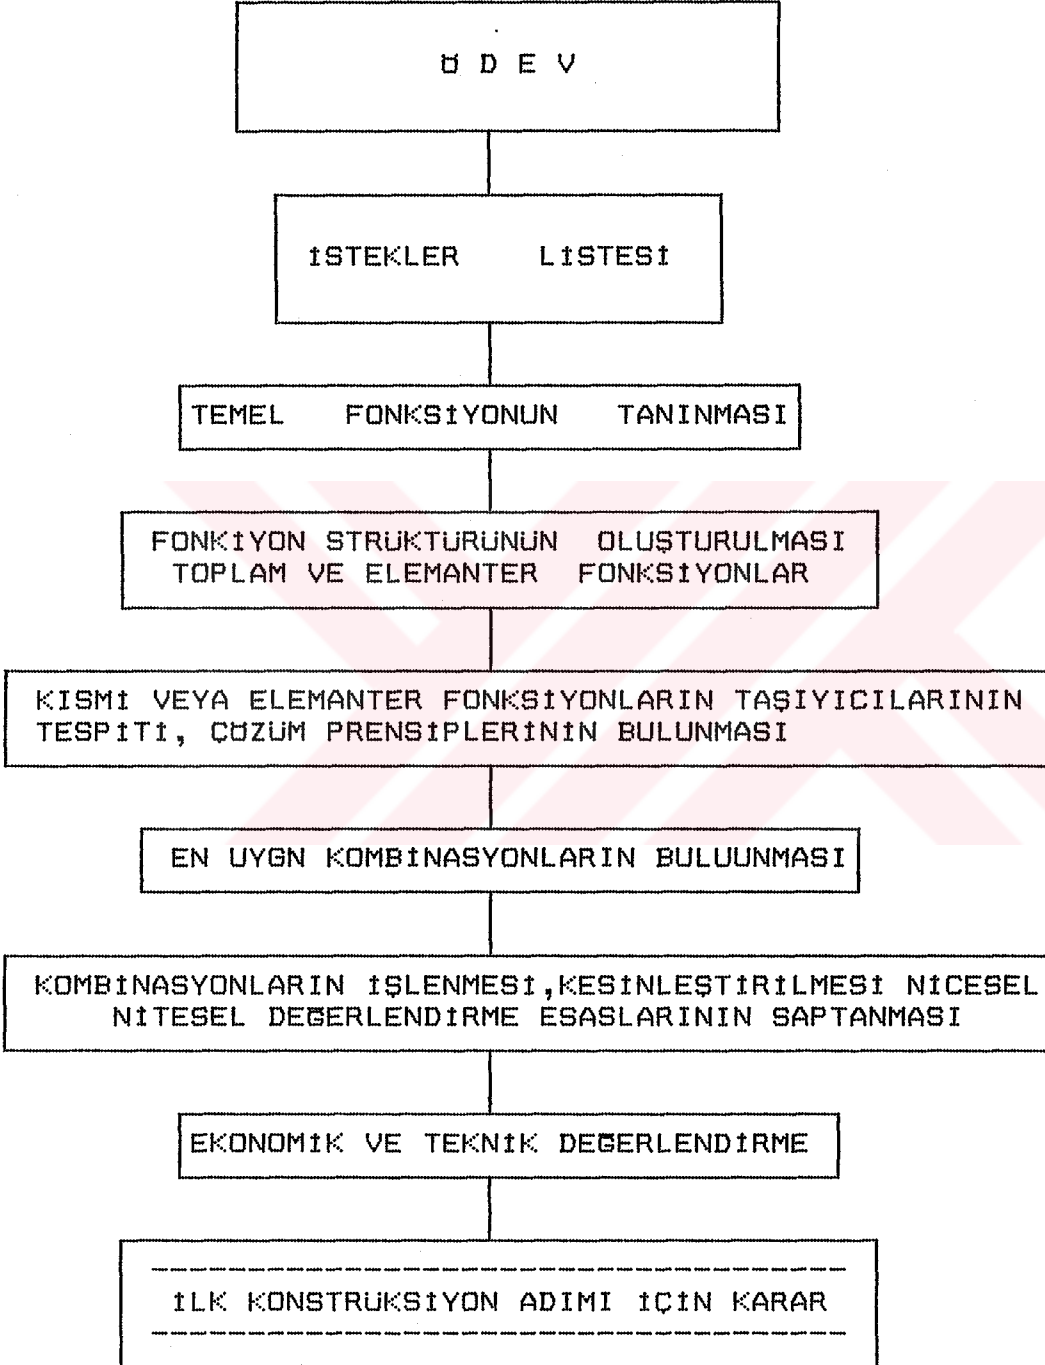 Ö D E V
İSTEKLER LİSTESİ
TEMEL FONKSİYONUN TANINMASI
FONKİYON STRÜKTÜRÜNÜN OLUŞTURULMASI
TOPLAM VE ELEMANTER FONKSİYONLAR
KISMİ VEYA ELEMANTER FONKSİYONLARIN TAŞIYICILARININ
TESPİTİ, ÇÖZÜM PRENSİPLERİNİN BULUNMASI
EN UYGN KOMBİNASYONLARIN BULUUNMASI
KOMBİNASYONLARIN İŞLENMESİ,KESİNLEŞTİRİLMESİ NİCESEL
NİTESEL DEĞERLENDİRME ESASLARININ SAPTANMASI
EKONOMİK VE TEKNİK DEĞERLENDİRME
İLK KONSTRÜKSİYON ADIMI İÇİN KARAR